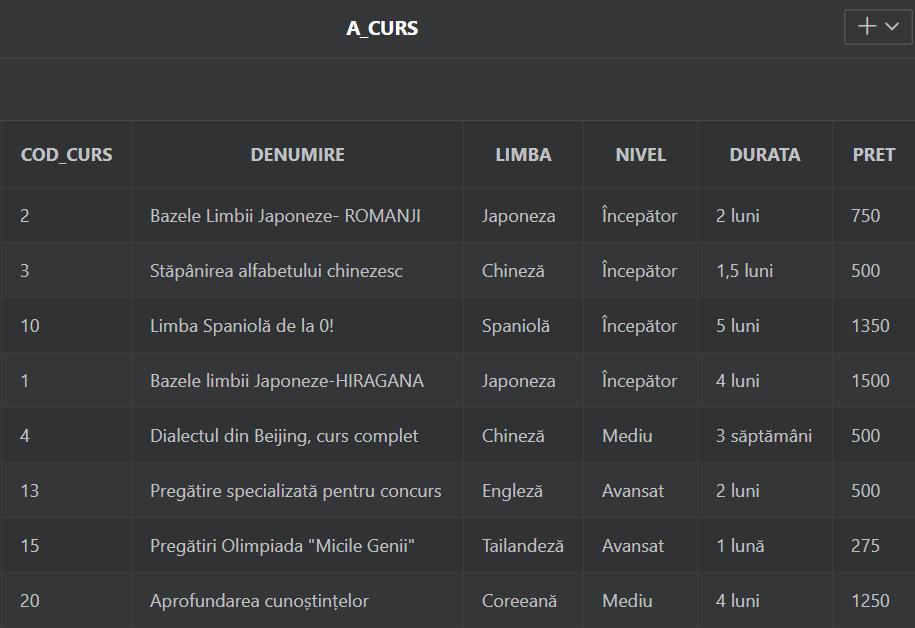 A_CURS
COD_CURS DENUMIRE LIMBA NIVEL DURATA PRET
2 Bazele Limbii Japoneze- ROMANJI Japoneza Începător 2 luni 750
3 Stăpânirea alfabetului chinezesc Chineză Începător 1,5 luni 500
10 Limba Spaniolă de la 0! Spaniolă Începător 5 luni 1350
1 Bazele limbii Japoneze-HIRAGANA Japoneza Începător 4 luni 1500
4 Dialectul din Beijing, curs complet Chineză Mediu 3 săptămâni 500
13 Pregătire specializată pentru concurs Engleză Avansat 2 luni 500
15 Pregătiri Olimpiada "Micile Genii" Tailandeză Avansat 1 lună 275
20 Aprofundarea cunoștințelor Coreeană Mediu 4 luni 1250